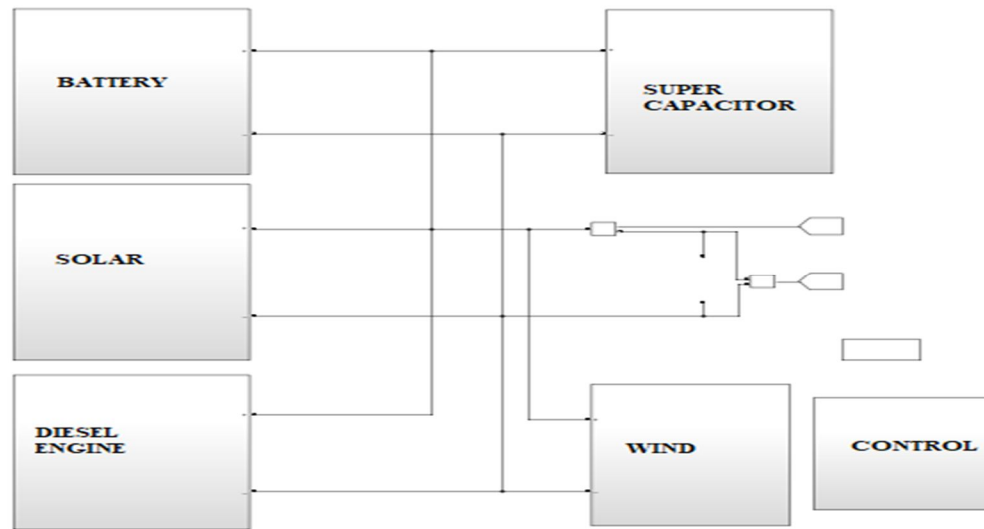 BATTERY
SUPER
CAPACITOR
SOLAR
DIESEL
ENGINE
WIND
CONTROL